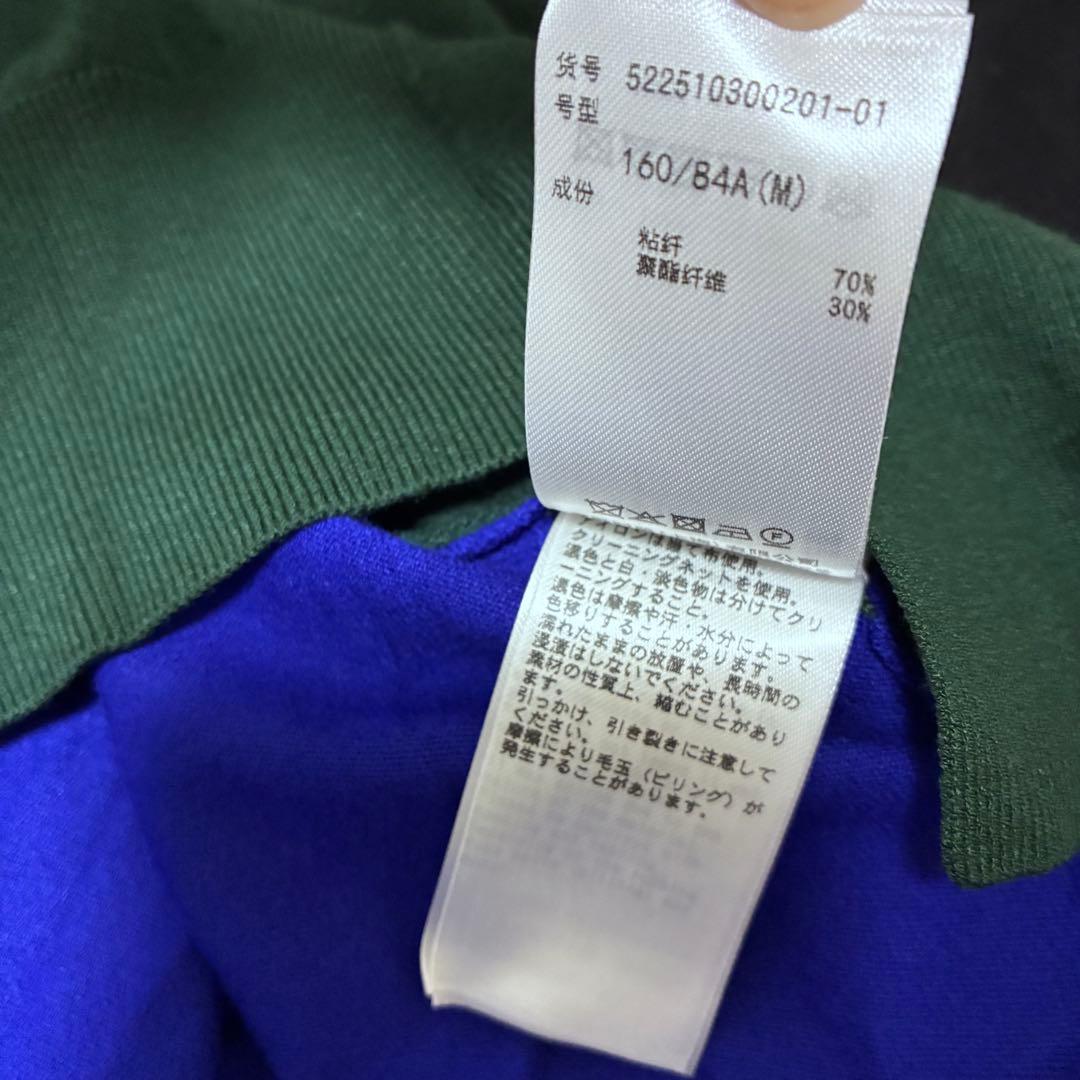 货号 522510300201-01
号型
160/84A(M)
成份
粘纤 70%
聚酯纤维 30%
F
アイロンは当て布使用。
クリーニングネットを使用。
濃色と白、淡色物は分けてクリ
ーニングすること。
濃色は摩擦や汗、水分によって
色移りすることがあります。
濡れたままの放置や、長時間の
浸漬はしないでください。
素材の性質上、縮むことがあり
ます。
引っかけ、引き裂きに注意して
ください。
摩擦により毛玉（ピリング）が
発生することがあります。